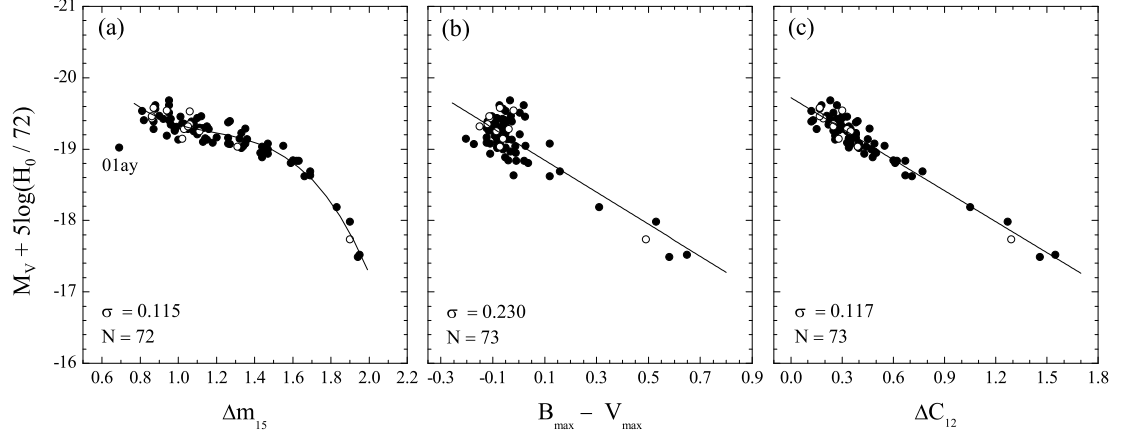 -21
-20
-19
-18
-17
-16
M_V + 5log(H_0 / 72)
(a)
01ay
σ = 0.115
N = 72
0.6 0.8 1.0 1.2 1.4 1.6 1.8 2.0 2.2
Δm_15
(b)
σ = 0.230
N = 73
-0.3 -0.1 0.1 0.3 0.5 0.7 0.9
B_max – V_max
(c)
σ = 0.117
N = 73
0.0 0.3 0.6 0.9 1.2 1.5 1.8
ΔC_12